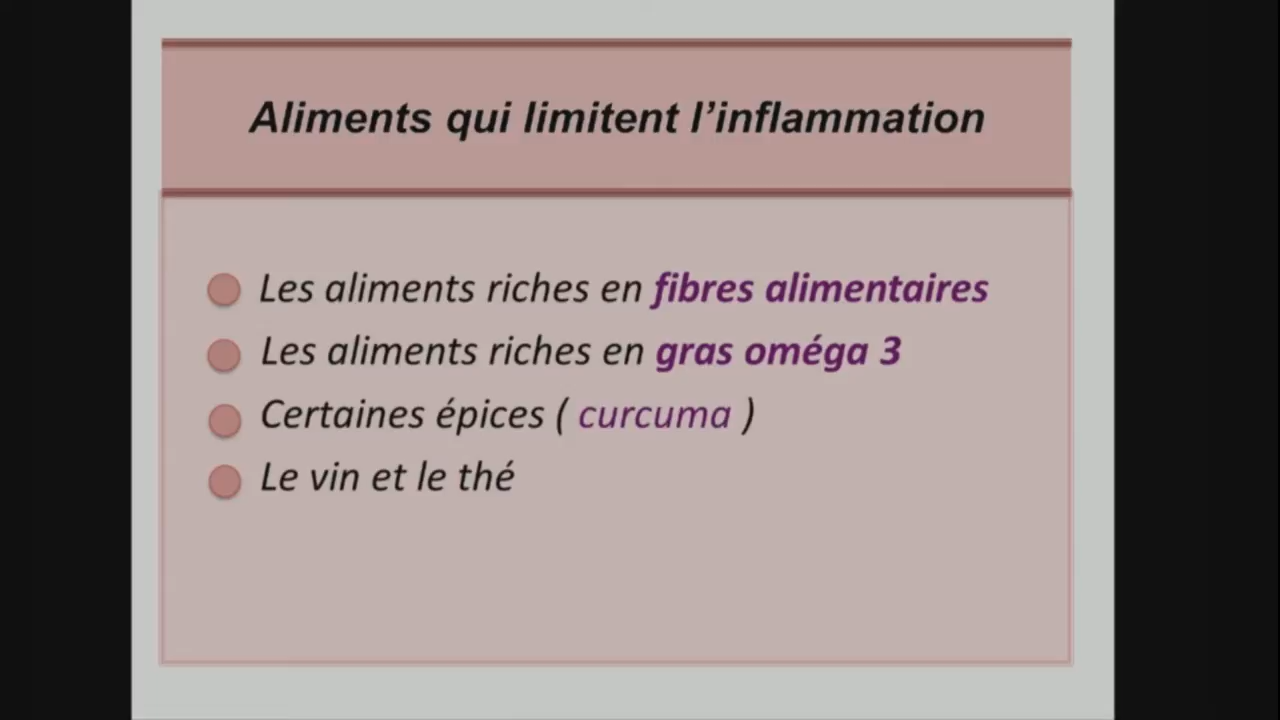 Aliments qui limitent l’inflammation
Les aliments riches en fibres alimentaires
Les aliments riches en gras oméga 3
Certaines épices ( curcuma )
Le vin et le thé